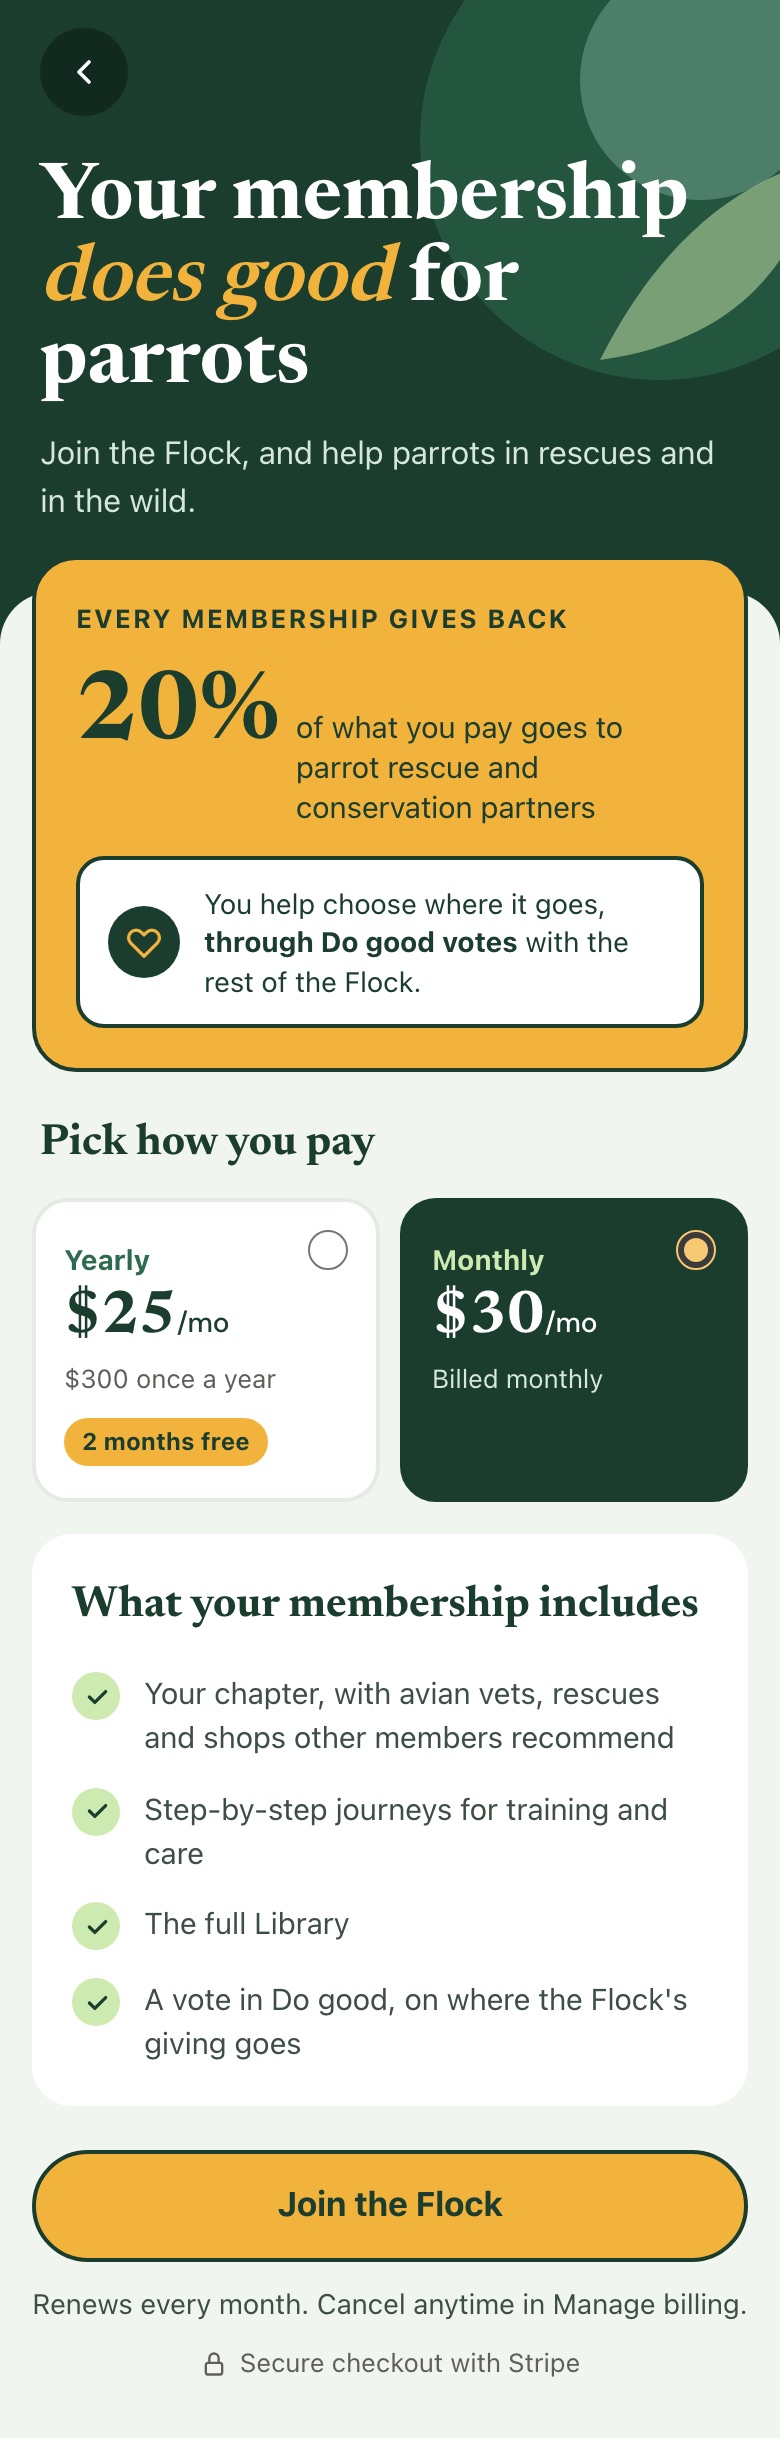 Your membership
does good for
parrots
Join the Flock, and help parrots in rescues and
in the wild.
EVERY MEMBERSHIP GIVES BACK
20% of what you pay goes to
parrot rescue and
conservation partners
You help choose where it goes,
through Do good votes with the
rest of the Flock.
Pick how you pay
Yearly
$25/mo
$300 once a year
2 months free
Monthly
$30/mo
Billed monthly
What your membership includes
Your chapter, with avian vets, rescues
and shops other members recommend
Step-by-step journeys for training and
care
The full Library
A vote in Do good, on where the Flock's
giving goes
Join the Flock
Renews every month. Cancel anytime in Manage billing.
Secure checkout with Stripe